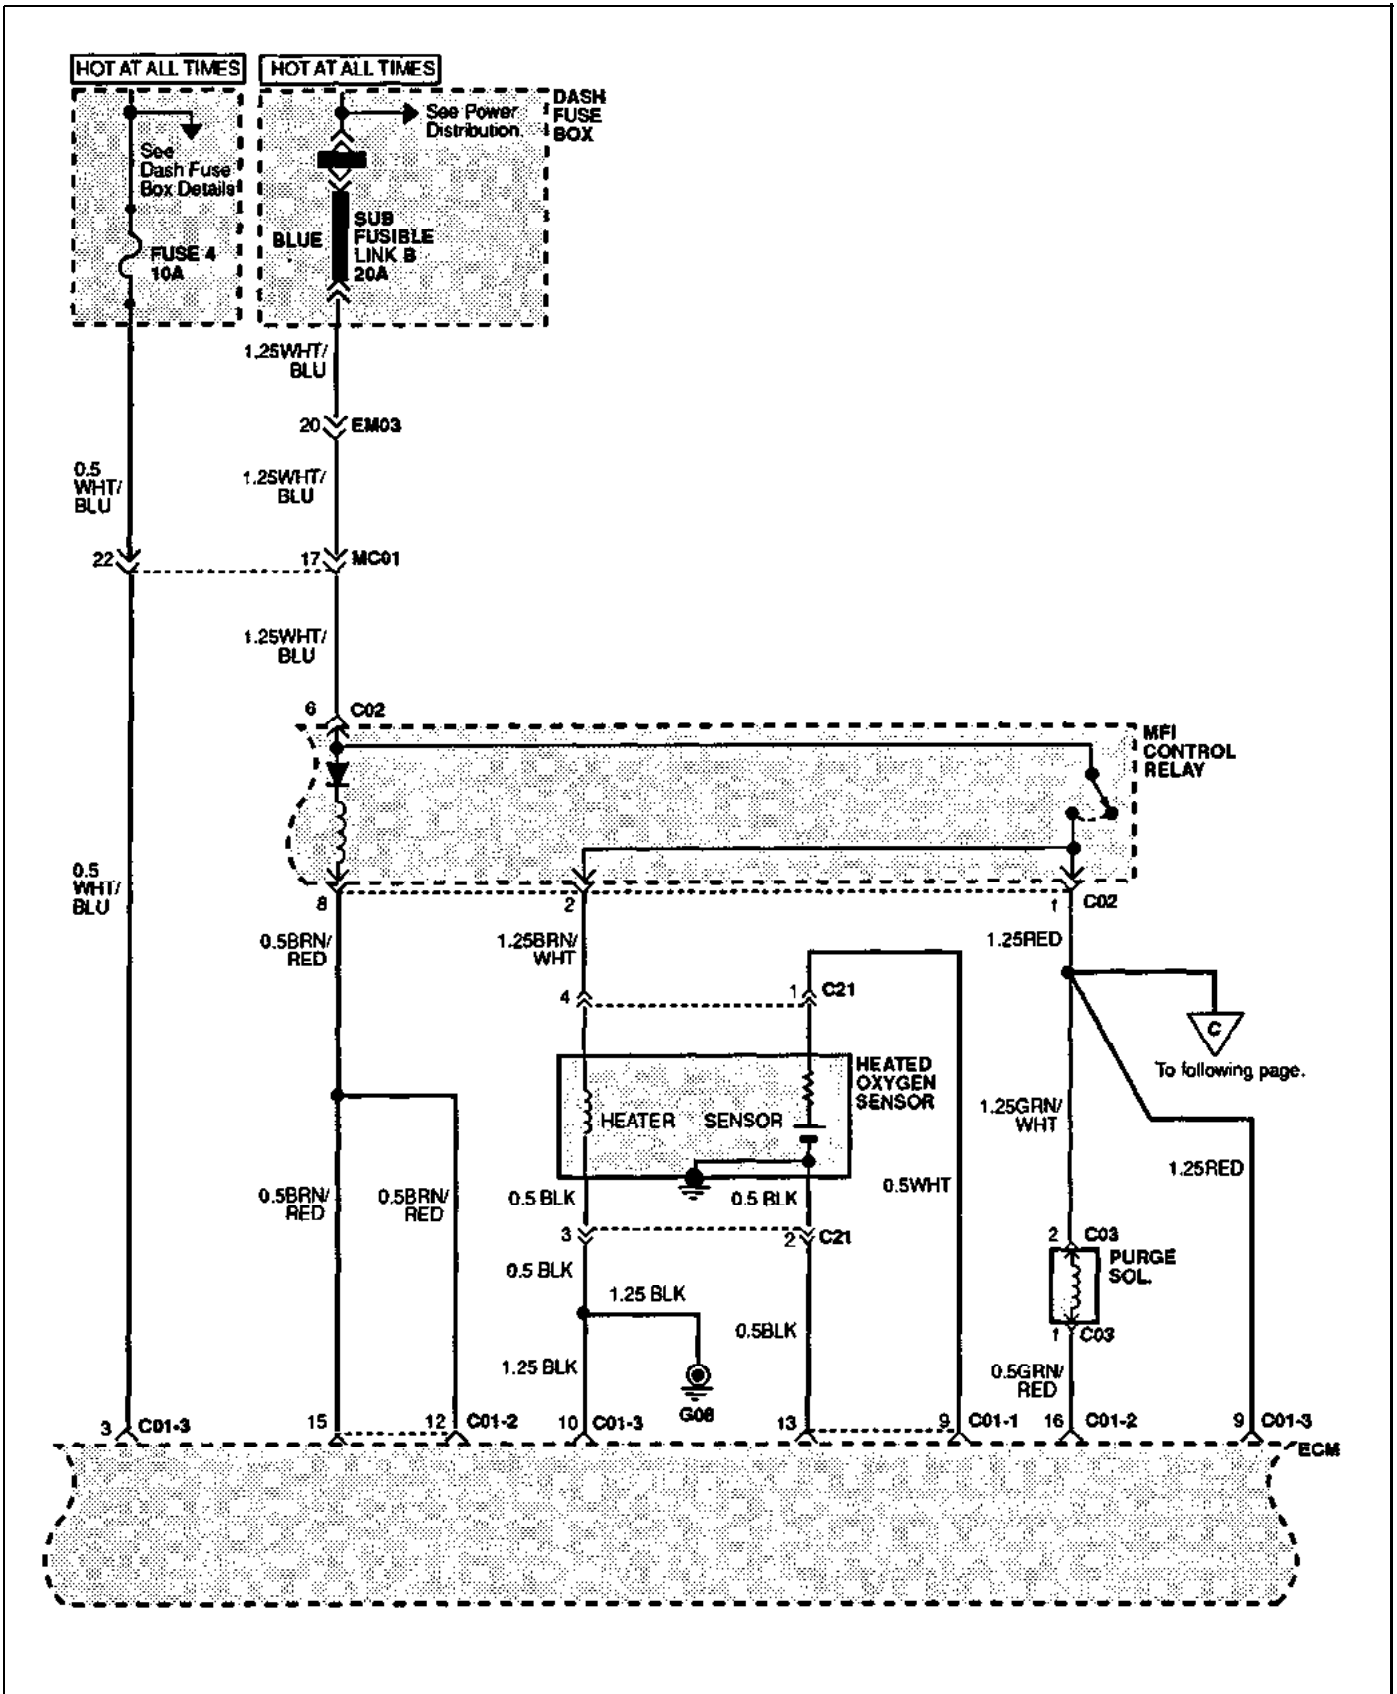 HOT AT ALL TIMES
HOT AT ALL TIMES
DASH
FUSE
BOX
See Power
Distribution.
See
Dash Fuse
Box Details
FUSE 4
10A
BLUE
SUB
FUSIBLE
LINK B
20A
1.25WHT/
BLU
20
EM03
0.5
WHT/
BLU
1.25WHT/
BLU
22
17
MC01
1.25WHT/
BLU
6
C02
MFI
CONTROL
RELAY
0.5
WHT/
BLU
8
2
1
C02
0.5BRN/
RED
1.25BRN/
WHT
1.25RED
4
1
C21
C
To following page.
HEATED
OXYGEN
SENSOR
HEATER
SENSOR
1.25GRN/
WHT
1.25RED
0.5BRN/
RED
0.5BRN/
RED
0.5 BLK
0.5 BLK
0.5WHT
3
2
C21
2
C03
PURGE
SOL.
0.5 BLK
1.25 BLK
0.5BLK
1
C03
1.25 BLK
0.5GRN/
RED
G08
3
C01-3
15
12
C01-2
10
C01-3
13
9
C01-1
16
C01-2
9
C01-3
ECM